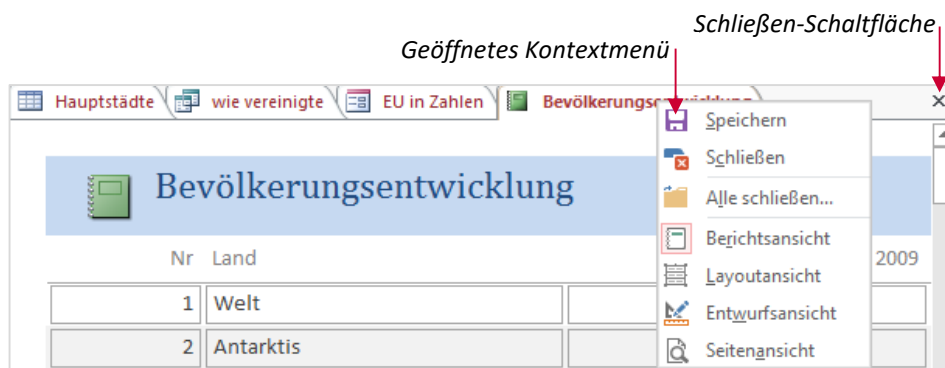 Schließen-Schaltfläche
Geöffnetes Kontextmenü
Hauptstädte wie vereinigte EU in Zahlen Bevölkerungsentwicklung
Speichern
Schließen
Bevölkerungsentwicklung
Alle schließen...
Berichtsansicht
Nr Land 2009
Layoutansicht
1 Welt
Entwurfsansicht
2 Antarktis
Seitenansicht